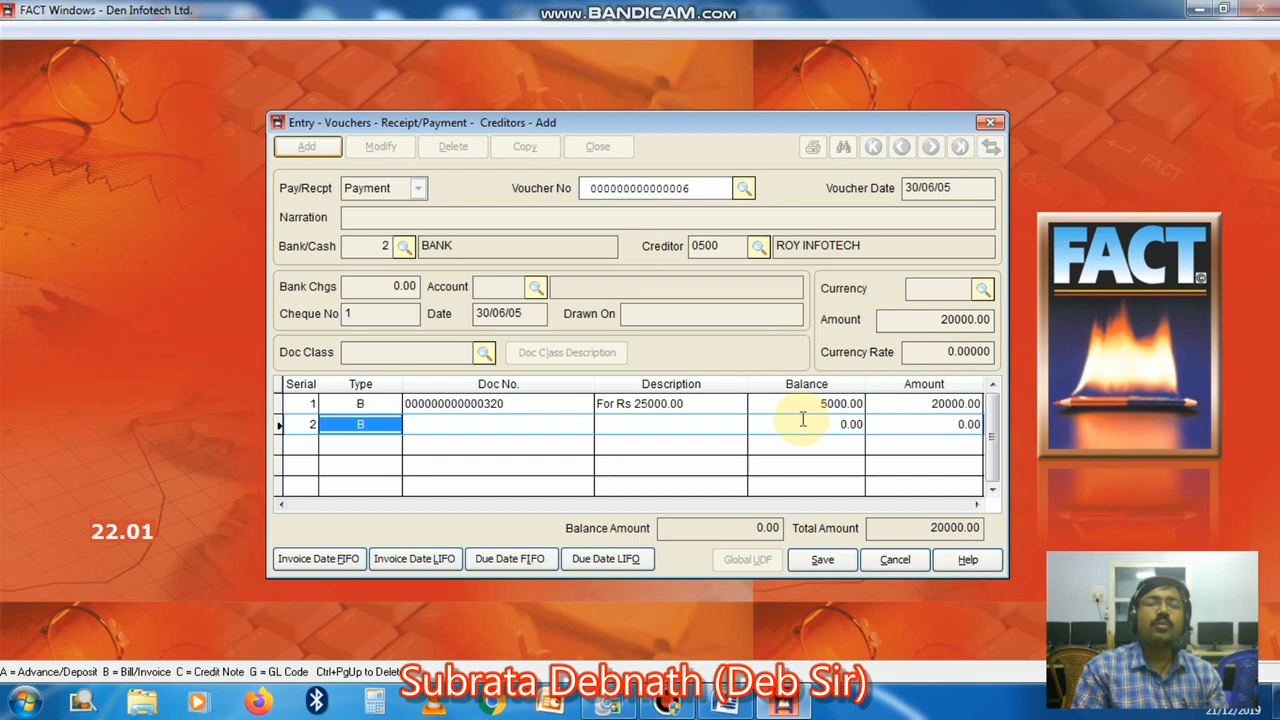 FACT Windows - Den Infotech Ltd.
www.BANDICAM.com
Entry - Vouchers - Receipt/Payment - Creditors - Add
Add Modify Delete Copy Close
Pay/Recpt Payment Voucher No 000000000000006 Voucher Date 30/06/05
Narration
Bank/Cash 2 BANK Creditor 0500 ROY INFOTECH
Bank Chgs 0.00 Account Currency
Cheque No 1 Date 30/06/05 Drawn On Amount 20000.00
Doc Class Doc Class Description Currency Rate 0.00000
Serial Type Doc No. Description Balance Amount
1 B 000000000000320 For Rs 25000.00 5000.00 20000.00
2 B 0.00 0.00
Balance Amount 0.00 Total Amount 20000.00
Invoice Date FIFO Invoice Date LIFO Due Date FIFO Due Date LIFO Global UDF Save Cancel Help
FACT
22.01
A = Advance/Deposit B = Bill/Invoice C = Credit Note G = GL Code Ctrl+PgUp to Delete
Subrata Debnath (Deb Sir)
21/12/2019